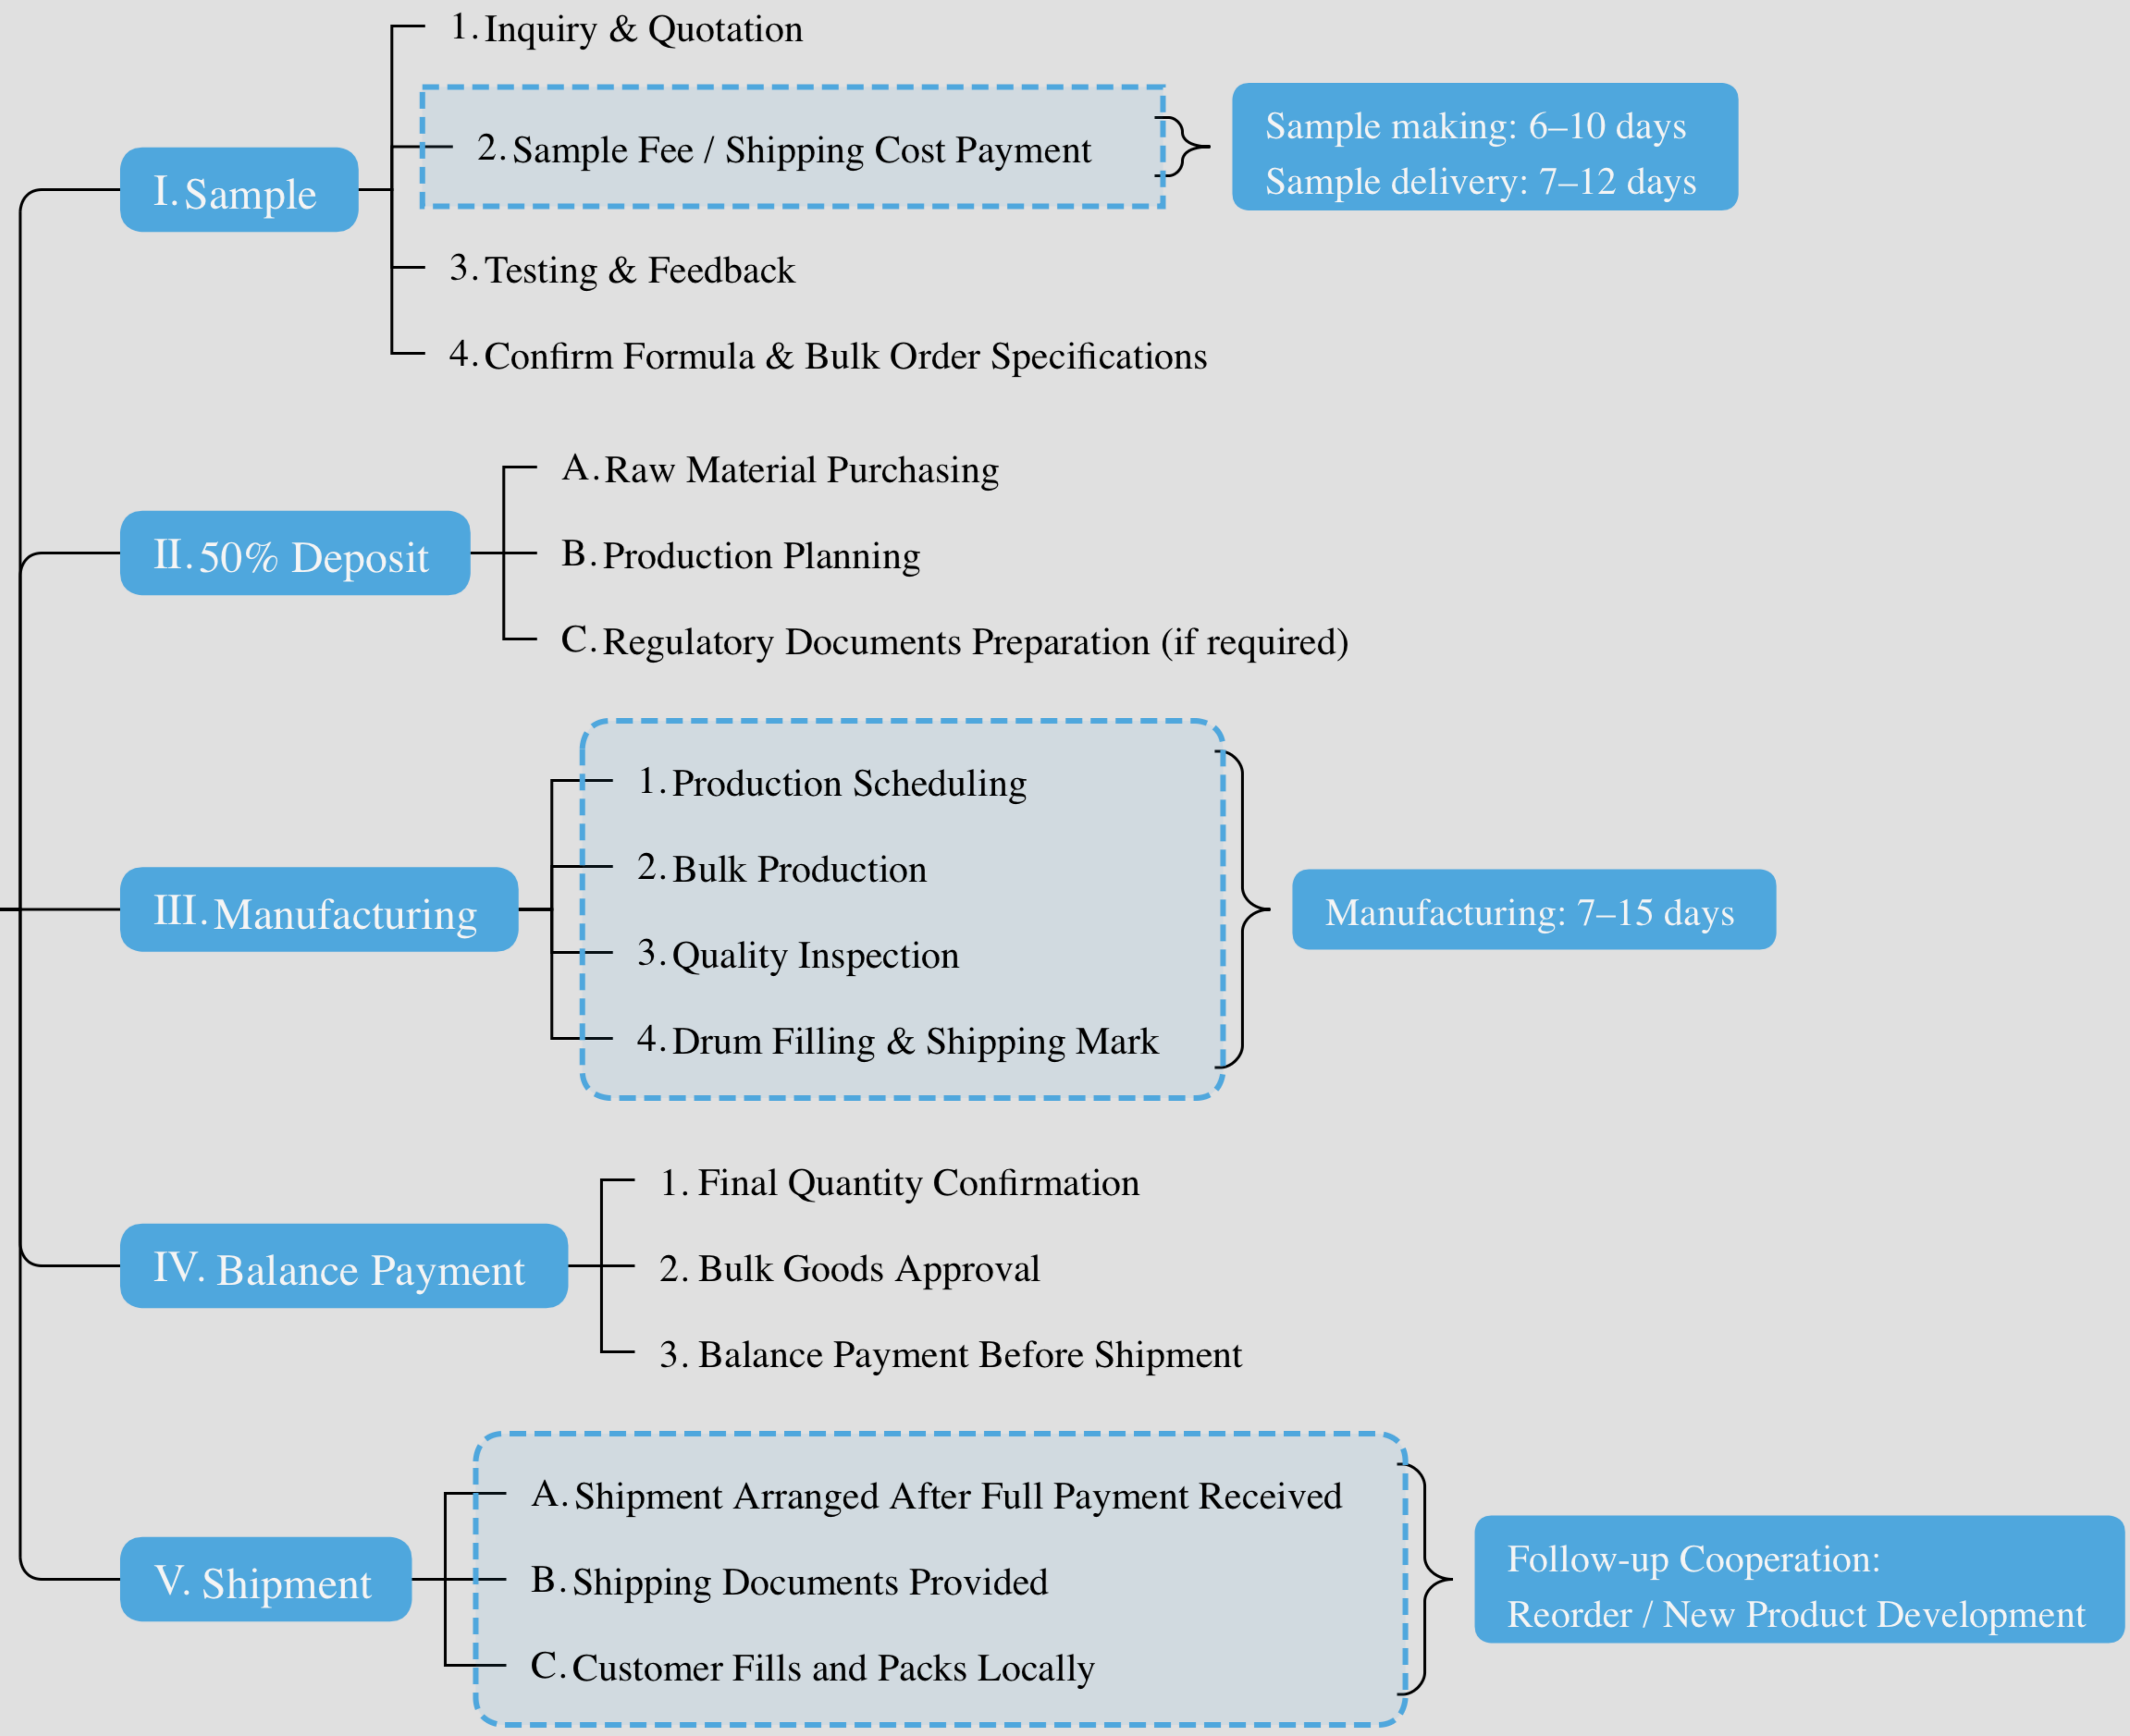 I. Sample
1. Inquiry & Quotation
2. Sample Fee / Shipping Cost Payment
Sample making: 6–10 days
Sample delivery: 7–12 days
3. Testing & Feedback
4. Confirm Formula & Bulk Order Specifications
II. 50% Deposit
A. Raw Material Purchasing
B. Production Planning
C. Regulatory Documents Preparation (if required)
III. Manufacturing
1. Production Scheduling
2. Bulk Production
3. Quality Inspection
4. Drum Filling & Shipping Mark
Manufacturing: 7–15 days
IV. Balance Payment
1. Final Quantity Confirmation
2. Bulk Goods Approval
3. Balance Payment Before Shipment
V. Shipment
A. Shipment Arranged After Full Payment Received
B. Shipping Documents Provided
C. Customer Fills and Packs Locally
Follow-up Cooperation:
Reorder / New Product Development